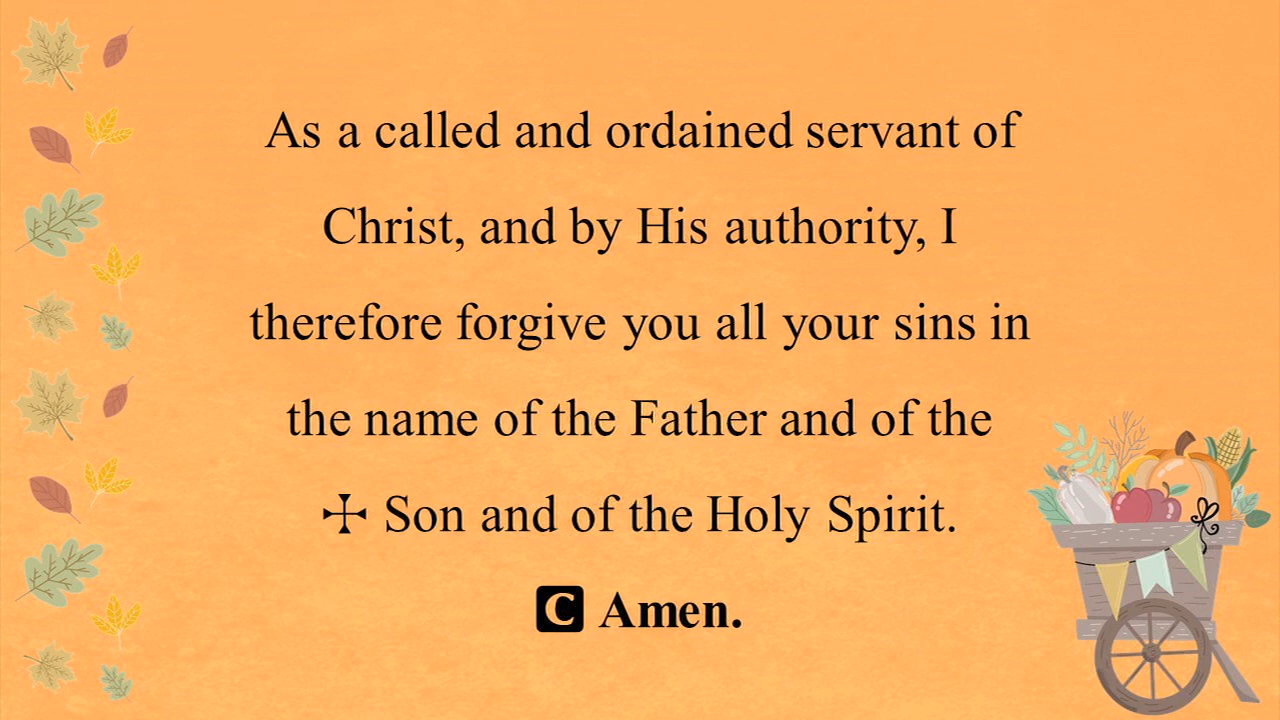 As a called and ordained servant of
Christ, and by His authority, I
therefore forgive you all your sins in
the name of the Father and of the
☩ Son and of the Holy Spirit.
C Amen.